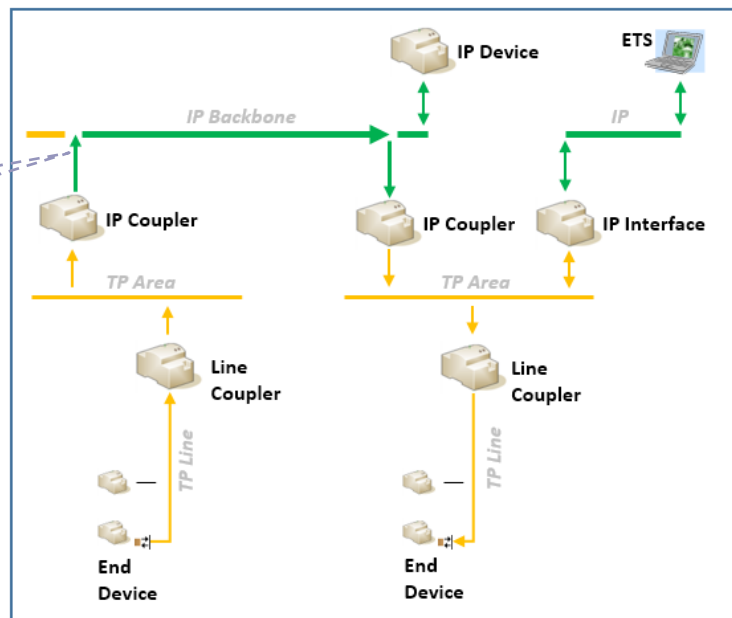 IP Device
ETS
IP Backbone
IP
IP Coupler
IP Coupler
IP Interface
TP Area
TP Area
Line
Coupler
Line
Coupler
TP Line
TP Line
End
Device
End
Device